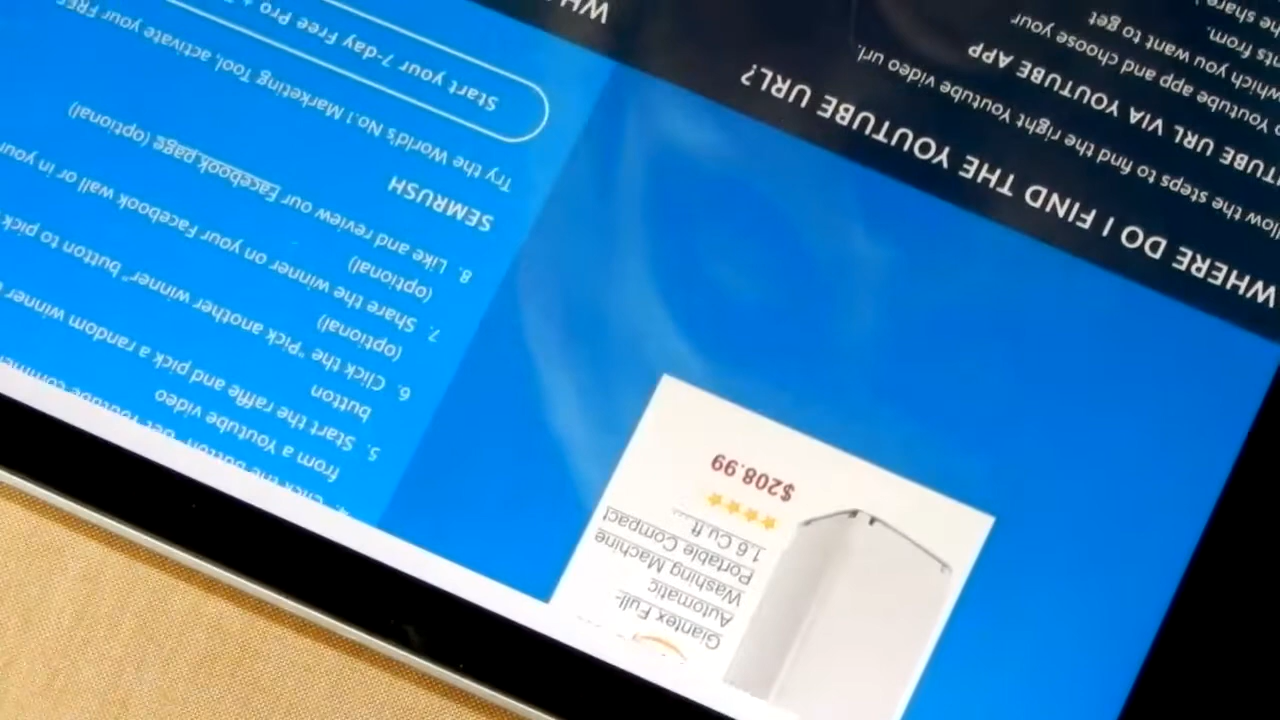 from a Youtube video
5. Start the raffle and pick a random winner
button
6. Click the "Pick another winner" button to pick
(optional)
7. Share the winner on your Facebook wall or in your
(optional)
8. Like and review our Facebook page (optional)
SEMRUSH
Try the World's No.1 Marketing Tool, activate your FREE
Start your 7-day Free Pro +
Giantex Full-
Automatic
Washing Machine
Portable Compact
1.6 Cu.ft....
$208.99
WHERE DO I FIND THE YOUTUBE URL?
the steps to find the right Youtube video url.
URL VIA YOUTUBE APP
Youtube app and choose your
which you want to get
from.
the share